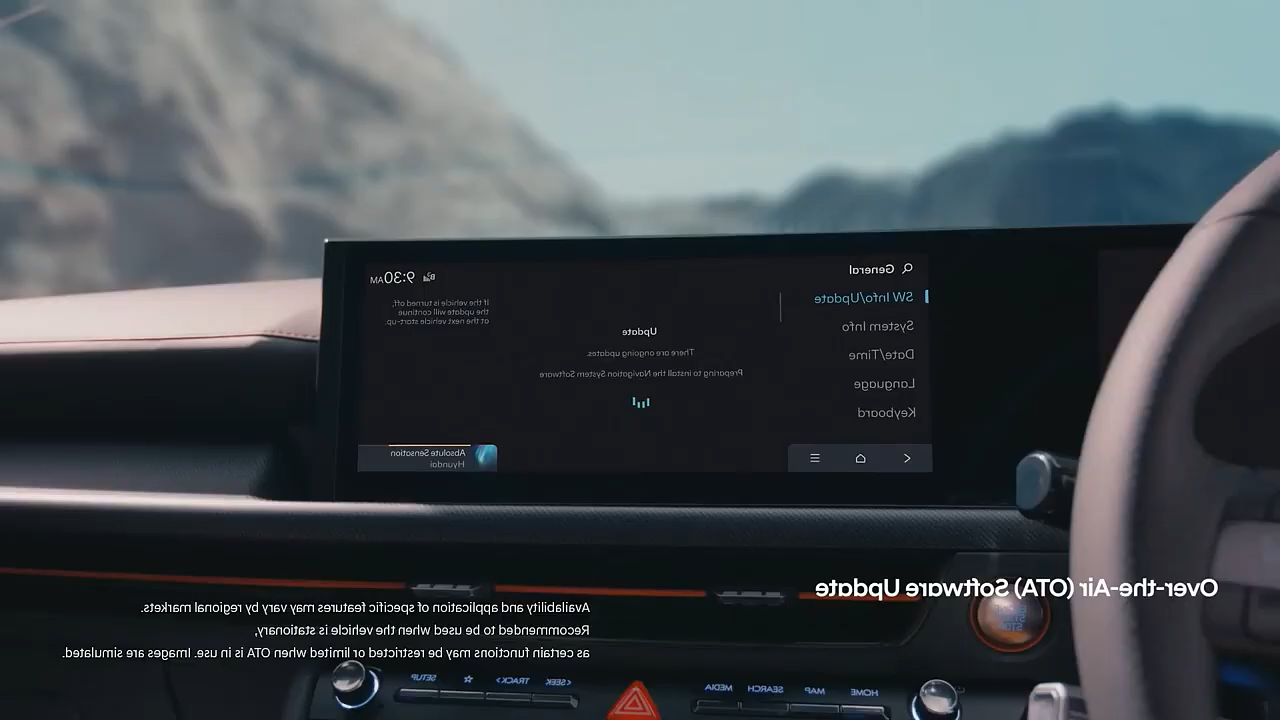 General
SW Info/Update
System Info
Date/Time
Language
Keyboard
Update
There are ongoing updates.
Preparing to install the Navigation System Software
9:30 AM
If the vehicle is turned off,
the update will continue
at the next vehicle start-up.
Absolute Sensation
Hyundai
Over-the-Air (OTA) Software Update
Availability and application of specific features may vary by regional markets.
Recommended to be used when the vehicle is stationary,
as certain functions may be restricted or limited when OTA is in use. Images are simulated.
HOME MAP SEARCH MEDIA
<SEEK TRACK> ☆ SETUP